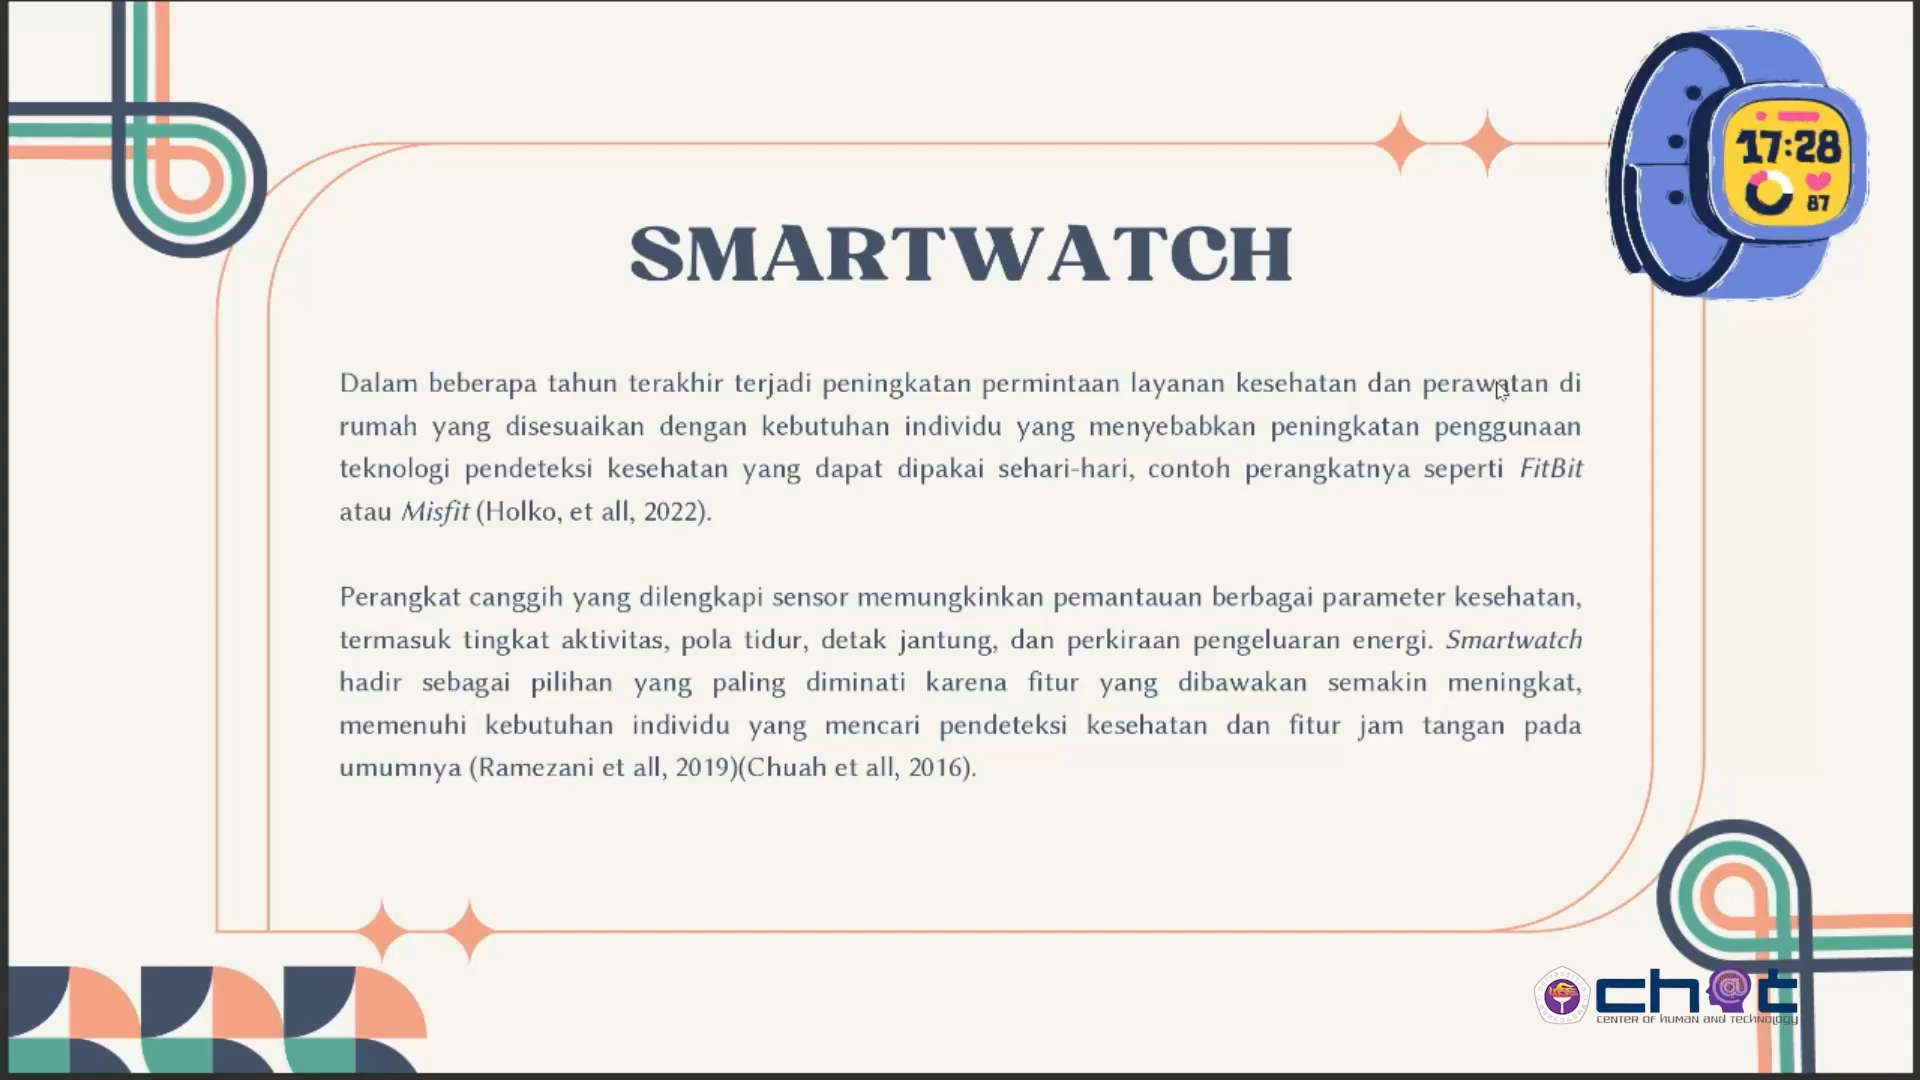 17:28
87
SMARTWATCH
Dalam beberapa tahun terakhir terjadi peningkatan permintaan layanan kesehatan dan perawatan di
rumah yang disesuaikan dengan kebutuhan individu yang menyebabkan peningkatan penggunaan
teknologi pendeteksi kesehatan yang dapat dipakai sehari-hari, contoh perangkatnya seperti FitBit
atau Misfit (Holko, et all, 2022).
Perangkat canggih yang dilengkapi sensor memungkinkan pemantauan berbagai parameter kesehatan,
termasuk tingkat aktivitas, pola tidur, detak jantung, dan perkiraan pengeluaran energi. Smartwatch
hadir sebagai pilihan yang paling diminati karena fitur yang dibawakan semakin meningkat,
memenuhi kebutuhan individu yang mencari pendeteksi kesehatan dan fitur jam tangan pada
umumnya (Ramezani et all, 2019)(Chuah et all, 2016).
ch@t
CENTER OF HUMAN AND TECHNOLOGY